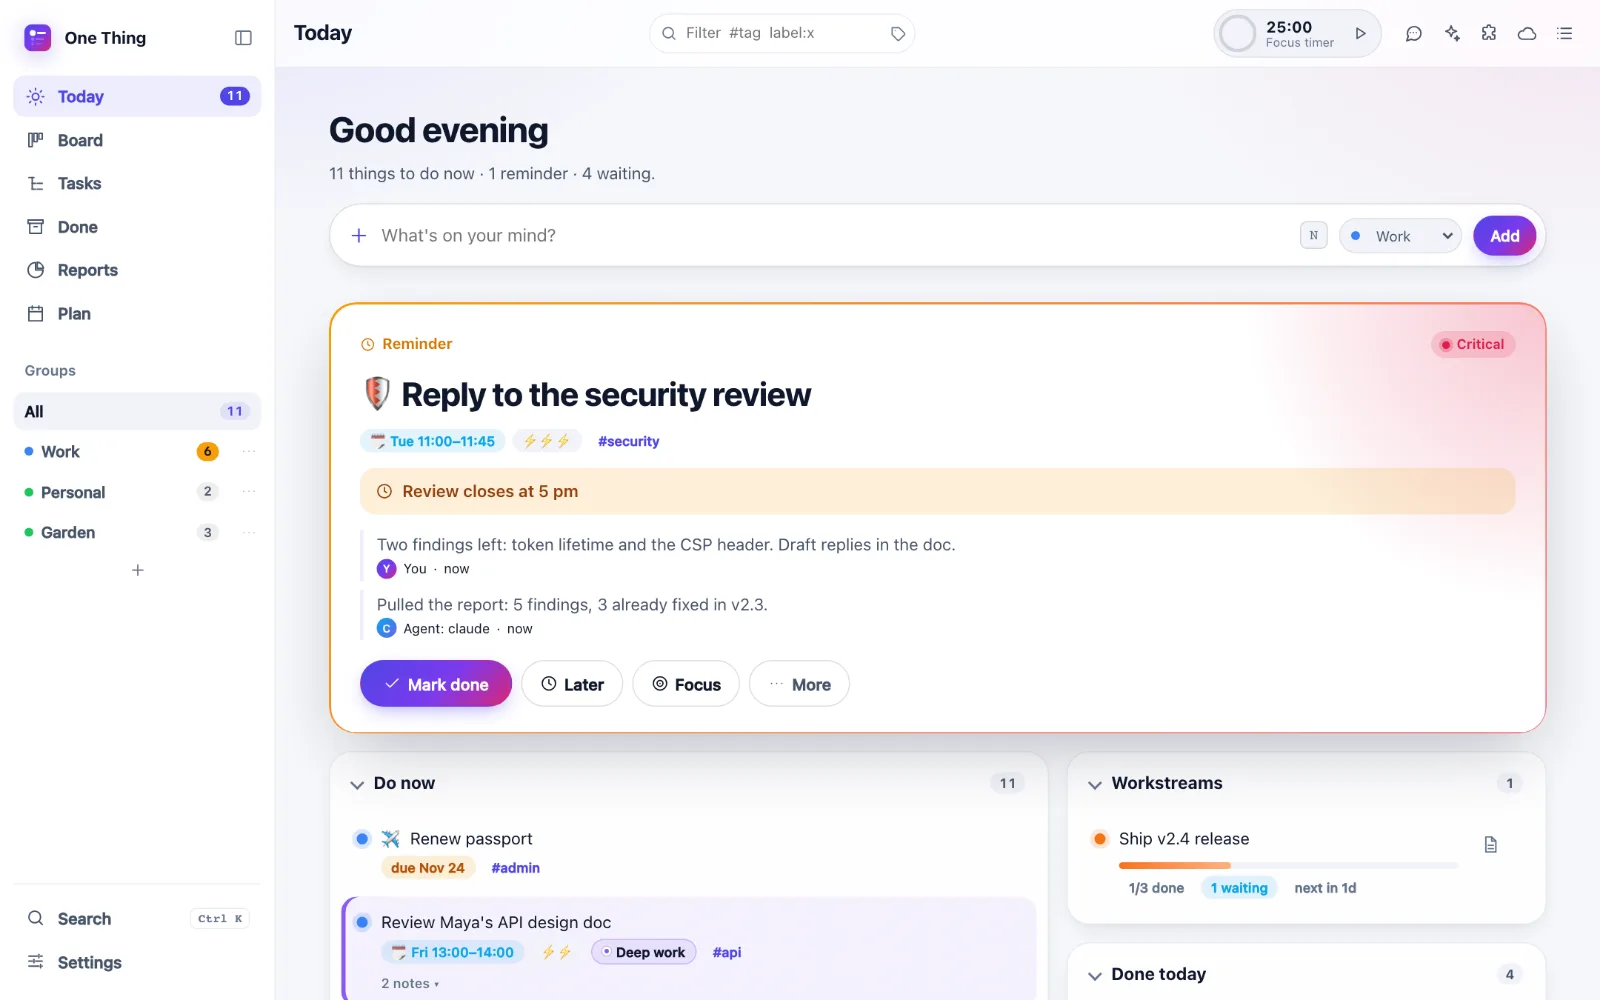 One Thing
Today 11
Board
Tasks
Done
Reports
Plan
Groups
All 11
Work 6
Personal 2
Garden 3
Search Ctrl K
Settings
Today
Filter #tag label:x
25:00
Focus timer
Good evening
11 things to do now · 1 reminder · 4 waiting.
What's on your mind? N Work Add
Reminder Critical
Reply to the security review
Tue 11:00–11:45 #security
Review closes at 5 pm
Two findings left: token lifetime and the CSP header. Draft replies in the doc.
Y You · now
Pulled the report: 5 findings, 3 already fixed in v2.3.
C Agent: claude · now
Mark done Later Focus More
Do now 11
Renew passport
due Nov 24 #admin
Review Maya's API design doc
Fri 13:00–14:00 Deep work #api
2 notes
Workstreams 1
Ship v2.4 release
1/3 done 1 waiting next in 1d
Done today 4